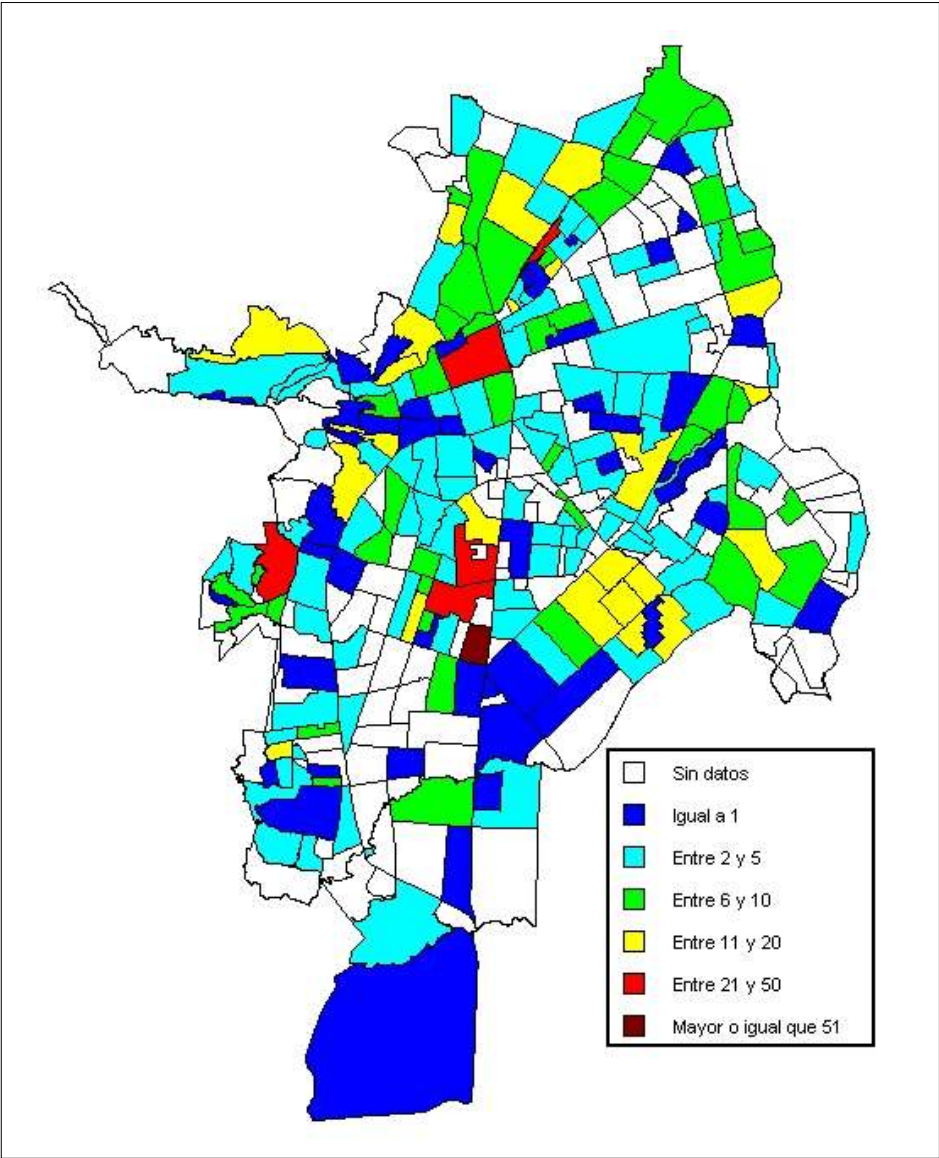 Sin datos
Igual a 1
Entre 2 y 5
Entre 6 y 10
Entre 11 y 20
Entre 21 y 50
Mayor o igual que 51